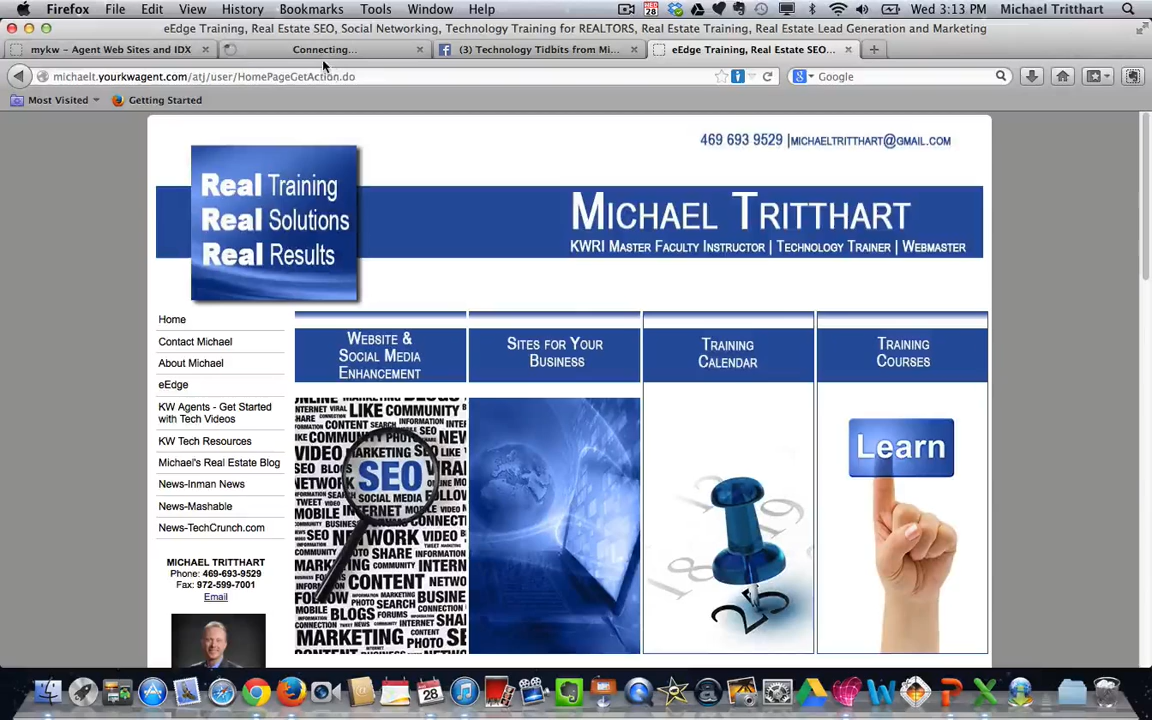 Firefox File Edit View History Bookmarks Tools Window Help Wed 3:13 PM Michael Tritthart
eEdge Training, Real Estate SEO, Social Networking, Technology Training for REALTORS, Real Estate Training, Real Estate Lead Generation and Marketing
mykw – Agent Web Sites and IDX Connecting... (3) Technology Tidbits from Mi... eEdge Training, Real Estate SEO...
michaelt.yourkwagent.com/atj/user/HomePageGetAction.do Google
Most Visited Getting Started
469 693 9529 |MICHAELTRITTHART@GMAIL.COM
Real Training
Real Solutions
Real Results
MICHAEL TRITTHART
KWRI MASTER FACULTY INSTRUCTOR | TECHNOLOGY TRAINER | WEBMASTER
Home
Contact Michael
About Michael
eEdge
KW Agents - Get Started
with Tech Videos
KW Tech Resources
Michael's Real Estate Blog
News-Inman News
News-Mashable
News-TechCrunch.com
MICHAEL TRITTHART
Phone: 469-693-9529
Fax: 972-599-7001
Email
WEBSITE &
SOCIAL MEDIA
ENHANCEMENT
SITES FOR YOUR
BUSINESS
TRAINING
CALENDAR
TRAINING
COURSES
SEO
SOCIAL MEDIA
Learn